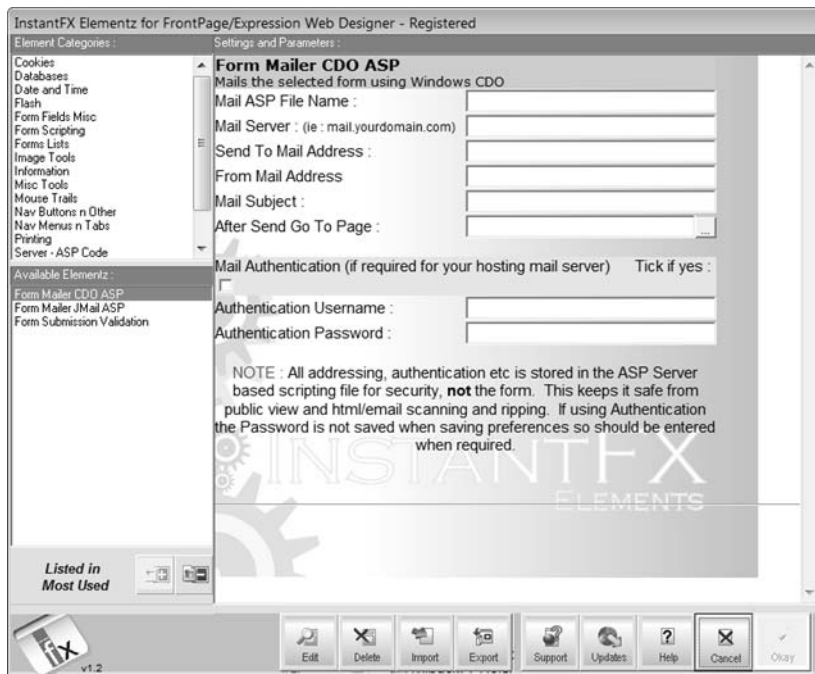 InstantFX Elementz for FrontPage/Expression Web Designer - Registered
Element Categories :
Settings and Parameters :
Cookies
Databases
Date and Time
Flash
Form Fields Misc
Form Scripting
Forms Lists
Image Tools
Information
Misc Tools
Mouse Trails
Nav Buttons n Other
Nav Menus n Tabs
Printing
Server - ASP Code
Available Elementz :
Form Mailer CDO ASP
Form Mailer JMail ASP
Form Submission Validation
Listed in
Most Used
Form Mailer CDO ASP
Mails the selected form using Windows CDO
Mail ASP File Name :
Mail Server : (ie : mail.yourdomain.com)
Send To Mail Address :
From Mail Address
Mail Subject :
After Send Go To Page :
...
Mail Authentication (if required for your hosting mail server) Tick if yes :
Authentication Username :
Authentication Password :
NOTE : All addressing, authentication etc is stored in the ASP Server
based scripting file for security, not the form. This keeps it safe from
public view and html/email scanning and ripping. If using Authentication
the Password is not saved when saving preferences so should be entered
when required.
INSTANTFX
ELEMENTS
fx
v1.2
Edit
Delete
Import
Export
Support
Updates
Help
Cancel
Okay